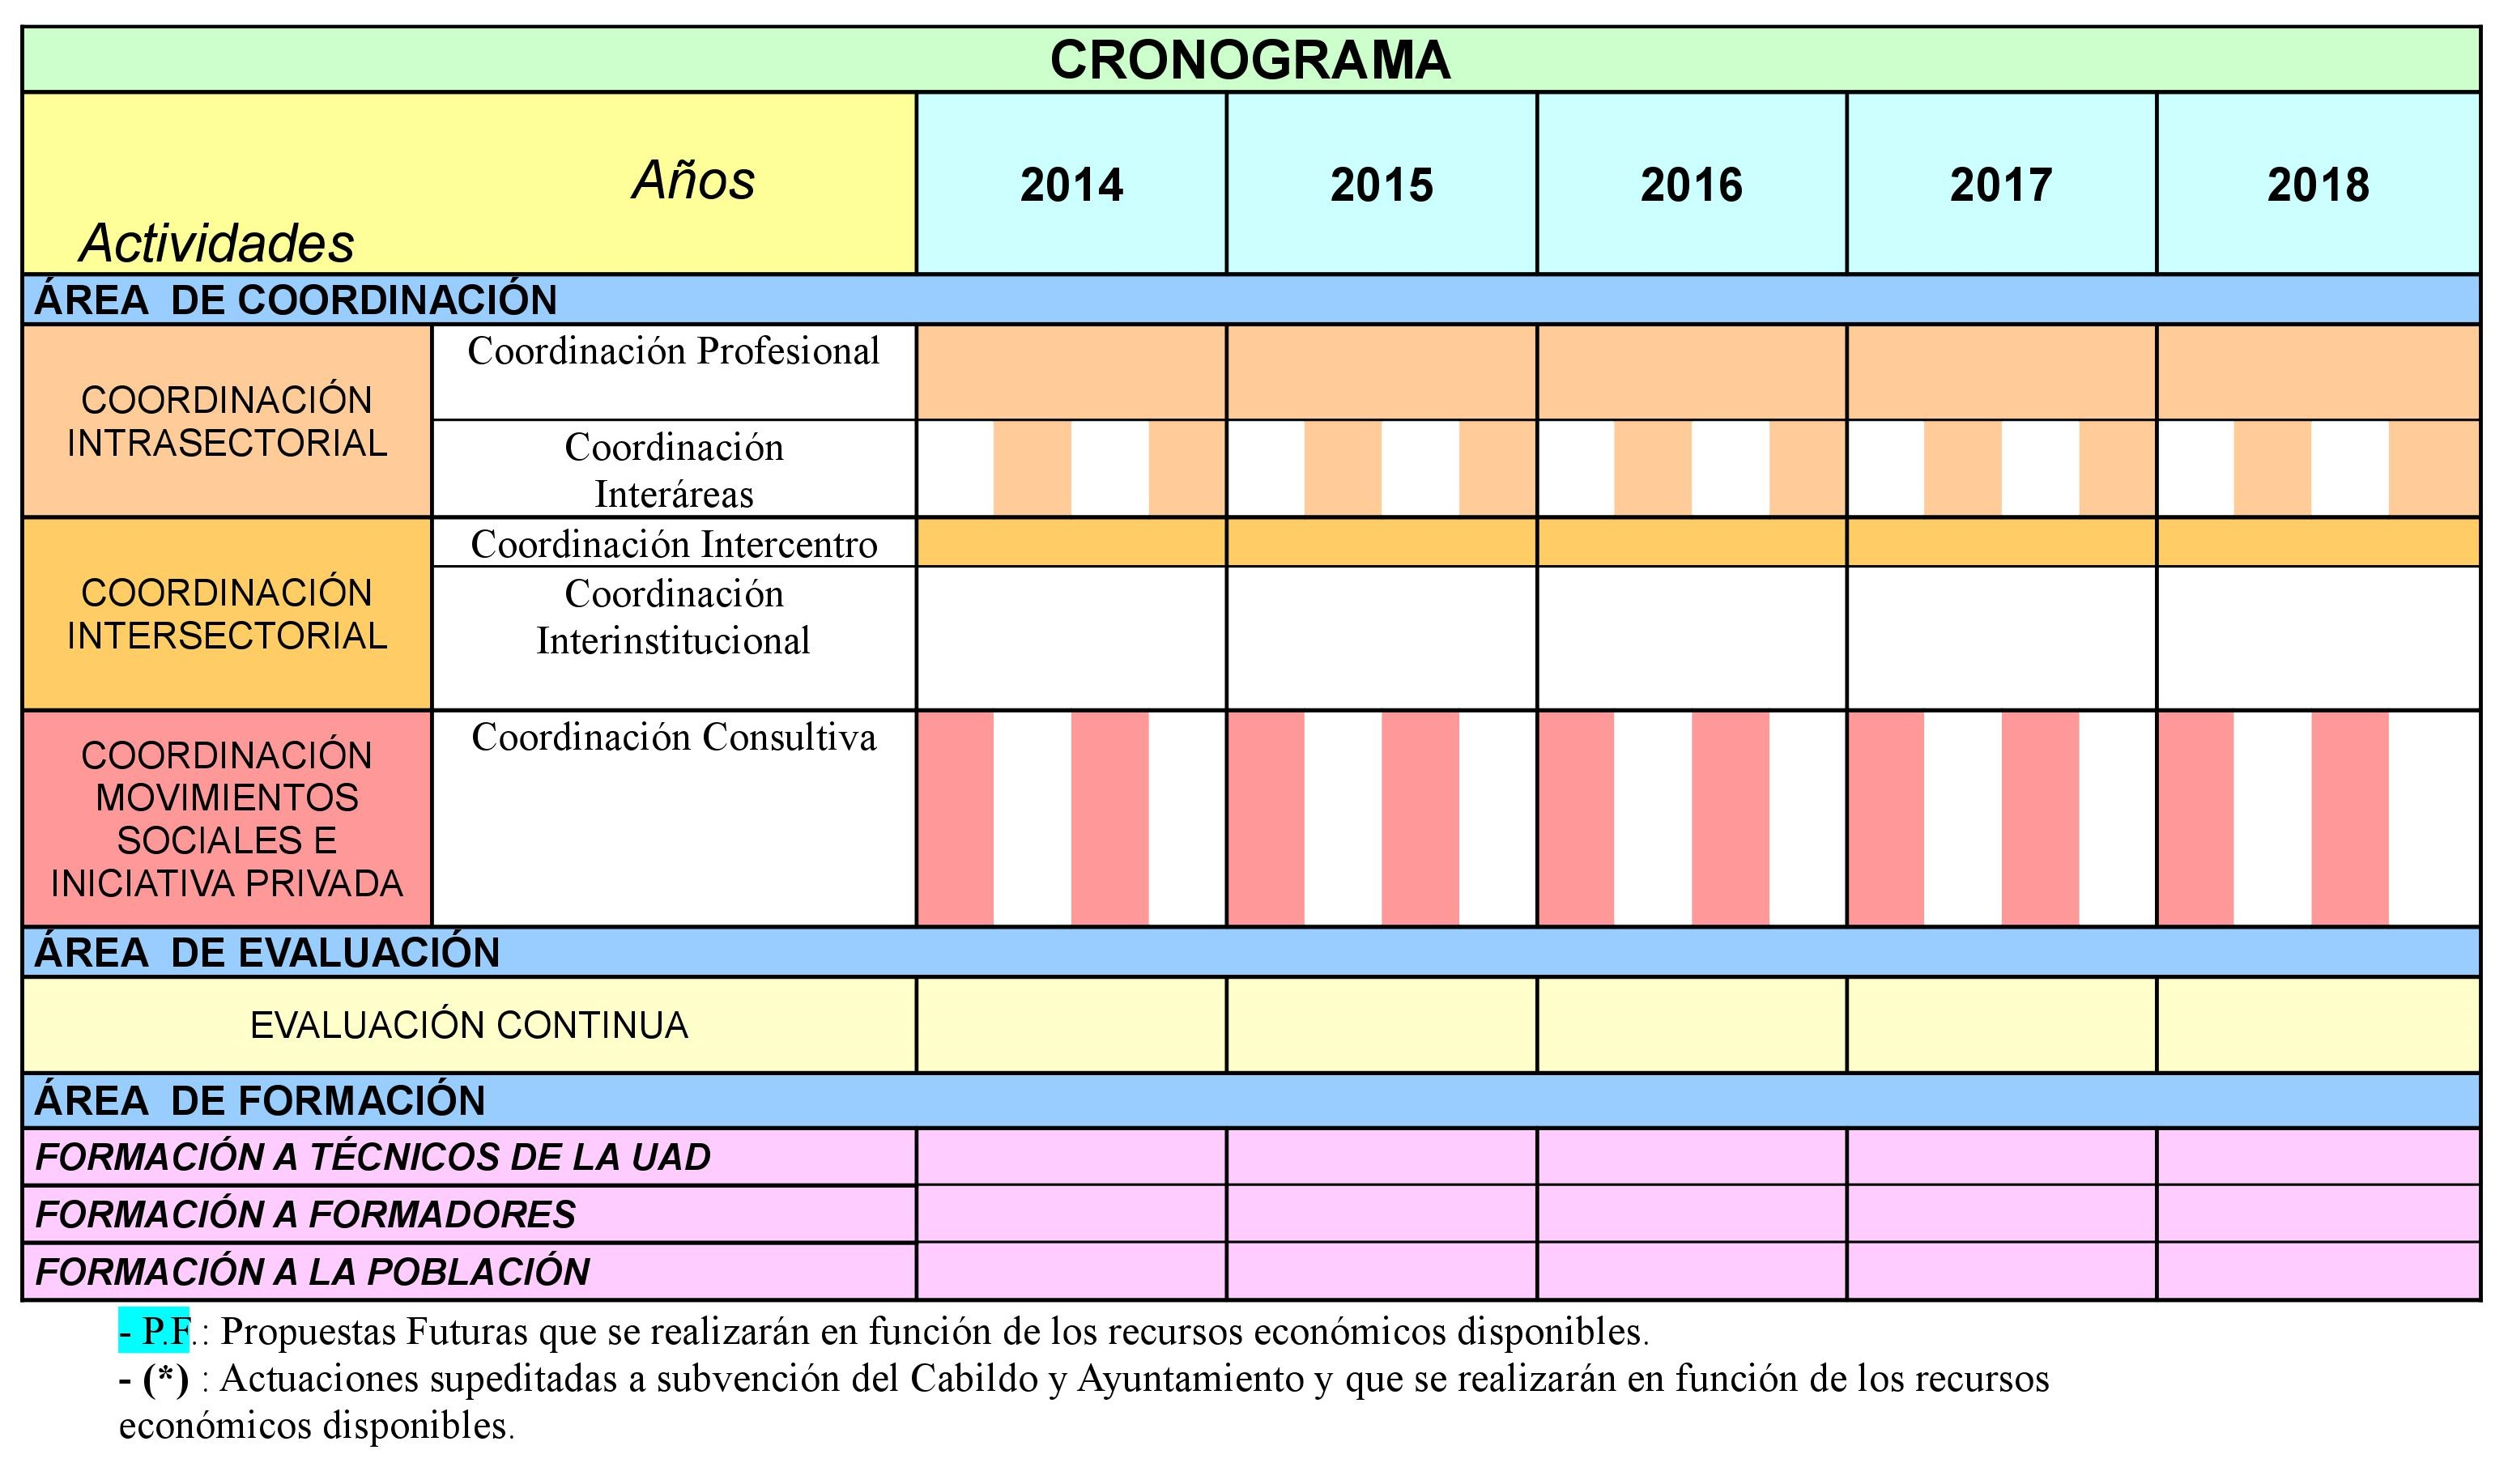 CRONOGRAMA
Años
Actividades
2014
2015
2016
2017
2018
ÁREA  DE COORDINACIÓN
COORDINACIÓN
INTRASECTORIAL
Coordinación Profesional
Coordinación
Interáreas
COORDINACIÓN
INTERSECTORIAL
Coordinación Intercentro
Coordinación
Interinstitucional
COORDINACIÓN
MOVIMIENTOS
SOCIALES E
INICIATIVA PRIVADA
Coordinación Consultiva
ÁREA  DE EVALUACIÓN
EVALUACIÓN CONTINUA
ÁREA  DE FORMACIÓN
FORMACIÓN A TÉCNICOS DE LA UAD
FORMACIÓN A FORMADORES
FORMACIÓN A LA POBLACIÓN
- P.F.: Propuestas Futuras que se realizarán en función de los recursos económicos disponibles.
- (*) : Actuaciones supeditadas a subvención del Cabildo y Ayuntamiento y que se realizarán en función de los recursos
económicos disponibles.